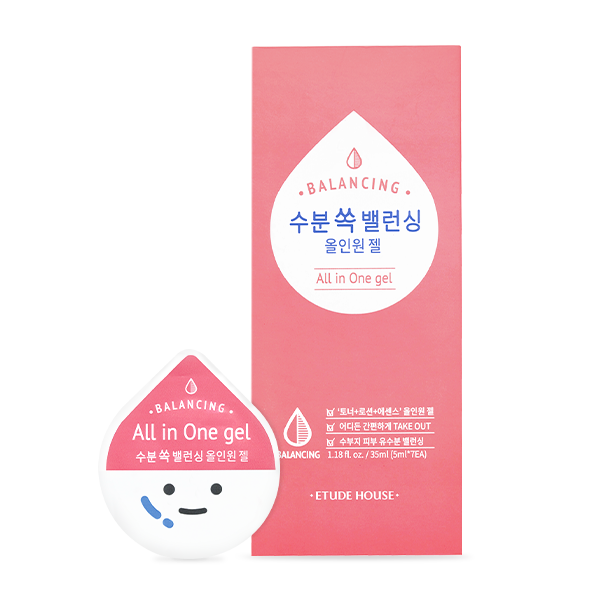 · BALANCING ·
수분 쏙 밸런싱
올인원 젤
All in One gel
'토너+로션+에센스' 올인원 젤
어디든 간편하게 TAKE OUT
수부지 피부 유수분 밸런싱
BALANCING
1.18 fl. oz. / 35ml (5ml*7EA)
· ETUDE HOUSE ·
· BALANCING ·
All in One gel
수분 쏙 밸런싱 올인원 젤